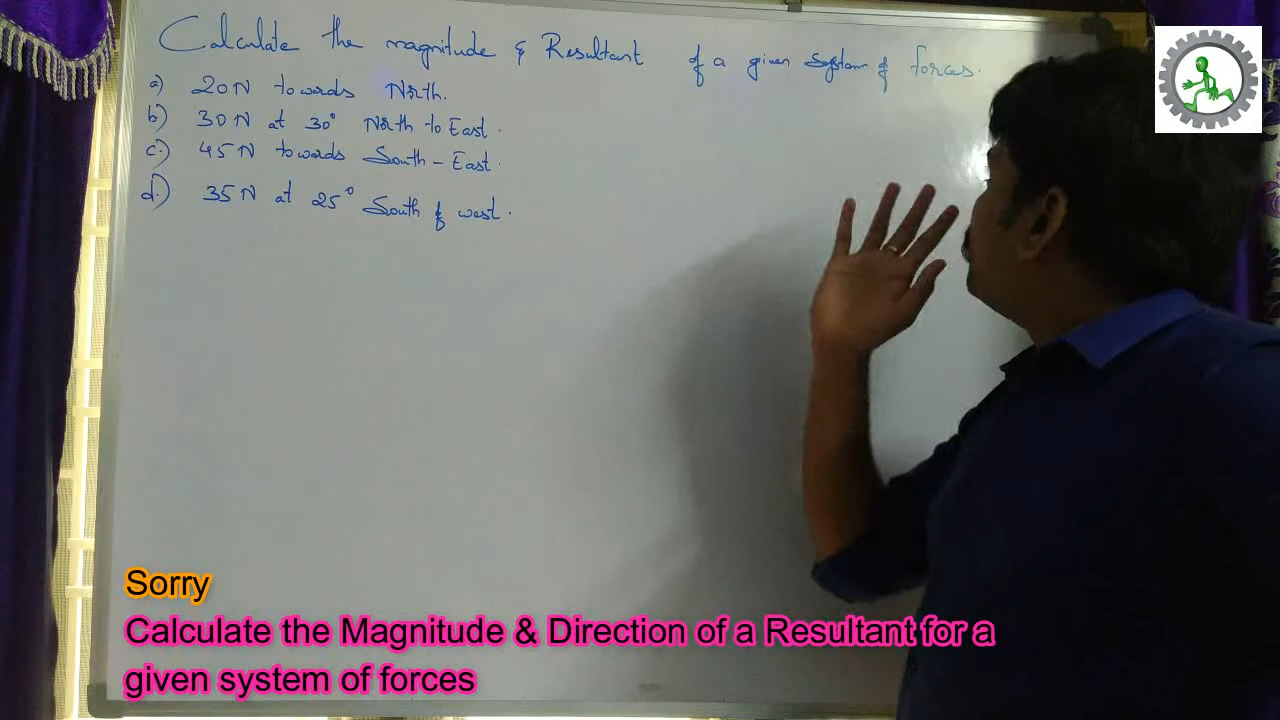 Calculate the magnitude & Resultant of a given system of forces.
a) 20N towards North.
b) 30N at 30° North to East.
c) 45N towards South-East.
d.) 35N at 25° South of west.
Sorry
Calculate the Magnitude & Direction of a Resultant for a
given system of forces